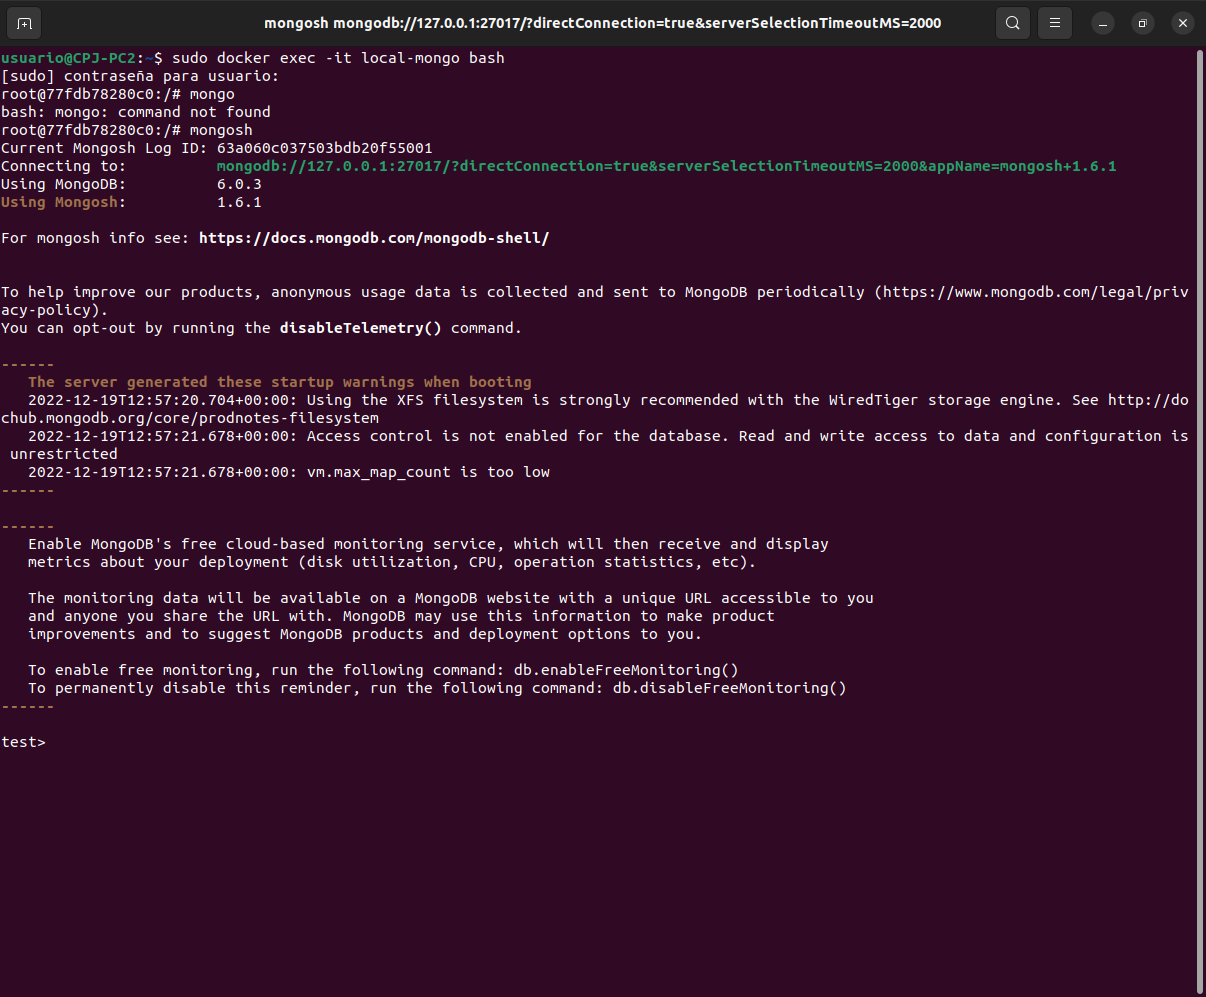 mongosh mongodb://127.0.0.1:27017/?directConnection=true&serverSelectionTimeoutMS=2000
usuario@CPJ-PC2:~$ sudo docker exec -it local-mongo bash
[sudo] contraseña para usuario:
root@77fdb78280c0:/# mongo
bash: mongo: command not found
root@77fdb78280c0:/# mongosh
Current Mongosh Log ID: 63a060c037503bdb20f55001
Connecting to: mongodb://127.0.0.1:27017/?directConnection=true&serverSelectionTimeoutMS=2000&appName=mongosh+1.6.1
Using MongoDB: 6.0.3
Using Mongosh: 1.6.1
For mongosh info see: https://docs.mongodb.com/mongodb-shell/
To help improve our products, anonymous usage data is collected and sent to MongoDB periodically (https://www.mongodb.com/legal/priv
acy-policy).
You can opt-out by running the disableTelemetry() command.
------
The server generated these startup warnings when booting
2022-12-19T12:57:20.704+00:00: Using the XFS filesystem is strongly recommended with the WiredTiger storage engine. See http://do
chub.mongodb.org/core/prodnotes-filesystem
2022-12-19T12:57:21.678+00:00: Access control is not enabled for the database. Read and write access to data and configuration is
unrestricted
2022-12-19T12:57:21.678+00:00: vm.max_map_count is too low
------
------
Enable MongoDB's free cloud-based monitoring service, which will then receive and display
metrics about your deployment (disk utilization, CPU, operation statistics, etc).
The monitoring data will be available on a MongoDB website with a unique URL accessible to you
and anyone you share the URL with. MongoDB may use this information to make product
improvements and to suggest MongoDB products and deployment options to you.
To enable free monitoring, run the following command: db.enableFreeMonitoring()
To permanently disable this reminder, run the following command: db.disableFreeMonitoring()
------
test>